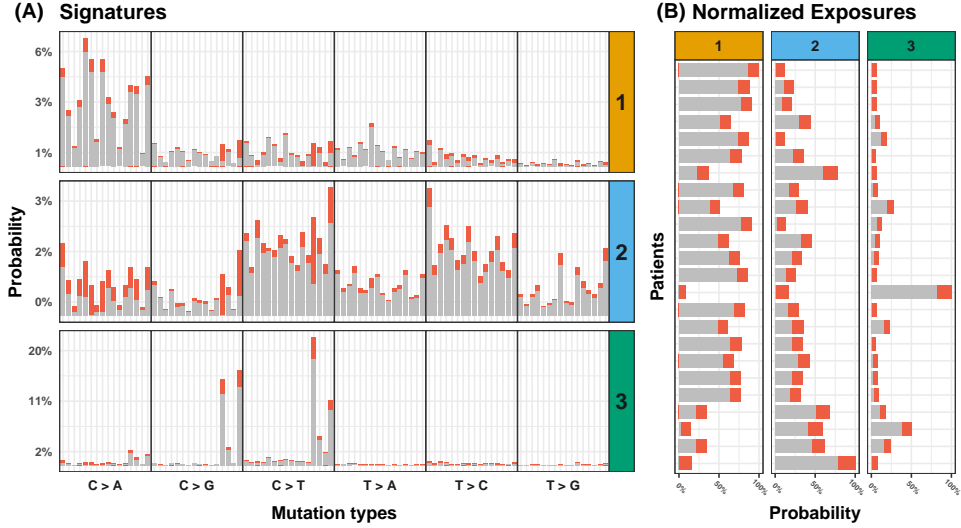 (A) Signatures
6%
3%
1%
1
3%
2%
0%
2
20%
11%
2%
3
Probability
C > A
C > G
C > T
T > A
T > C
T > G
Mutation types
(B) Normalized Exposures
1
2
3
Patients
0%
50%
100%
0%
50%
100%
0%
50%
100%
Probability